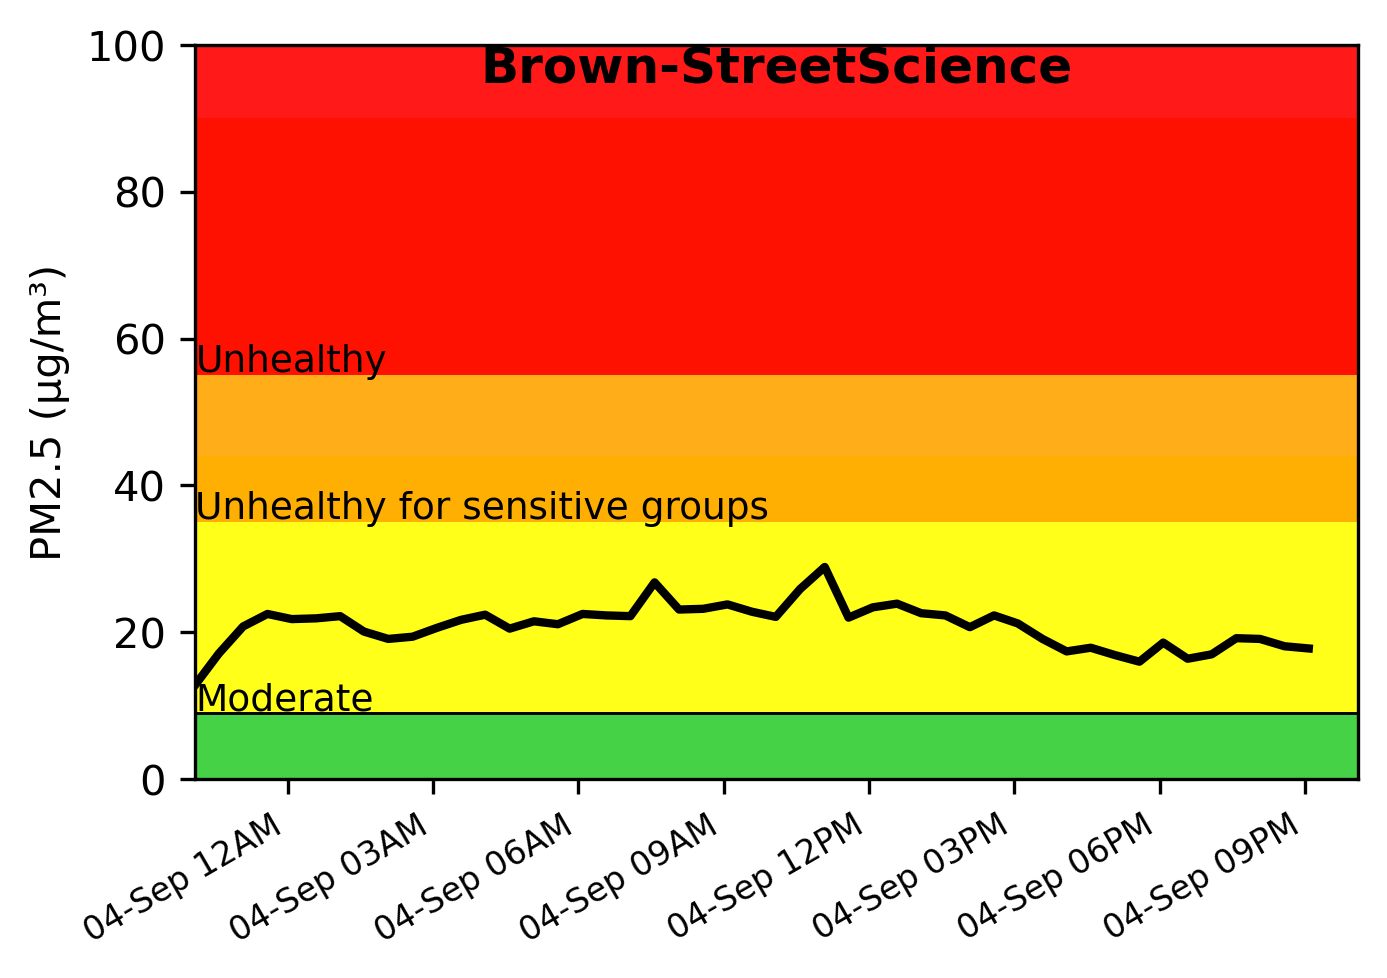 Brown-StreetScience
100
80
60
40
20
0
PM2.5 (µg/m³)
Unhealthy
Unhealthy for sensitive groups
Moderate
04-Sep 12AM
04-Sep 03AM
04-Sep 06AM
04-Sep 09AM
04-Sep 12PM
04-Sep 03PM
04-Sep 06PM
04-Sep 09PM